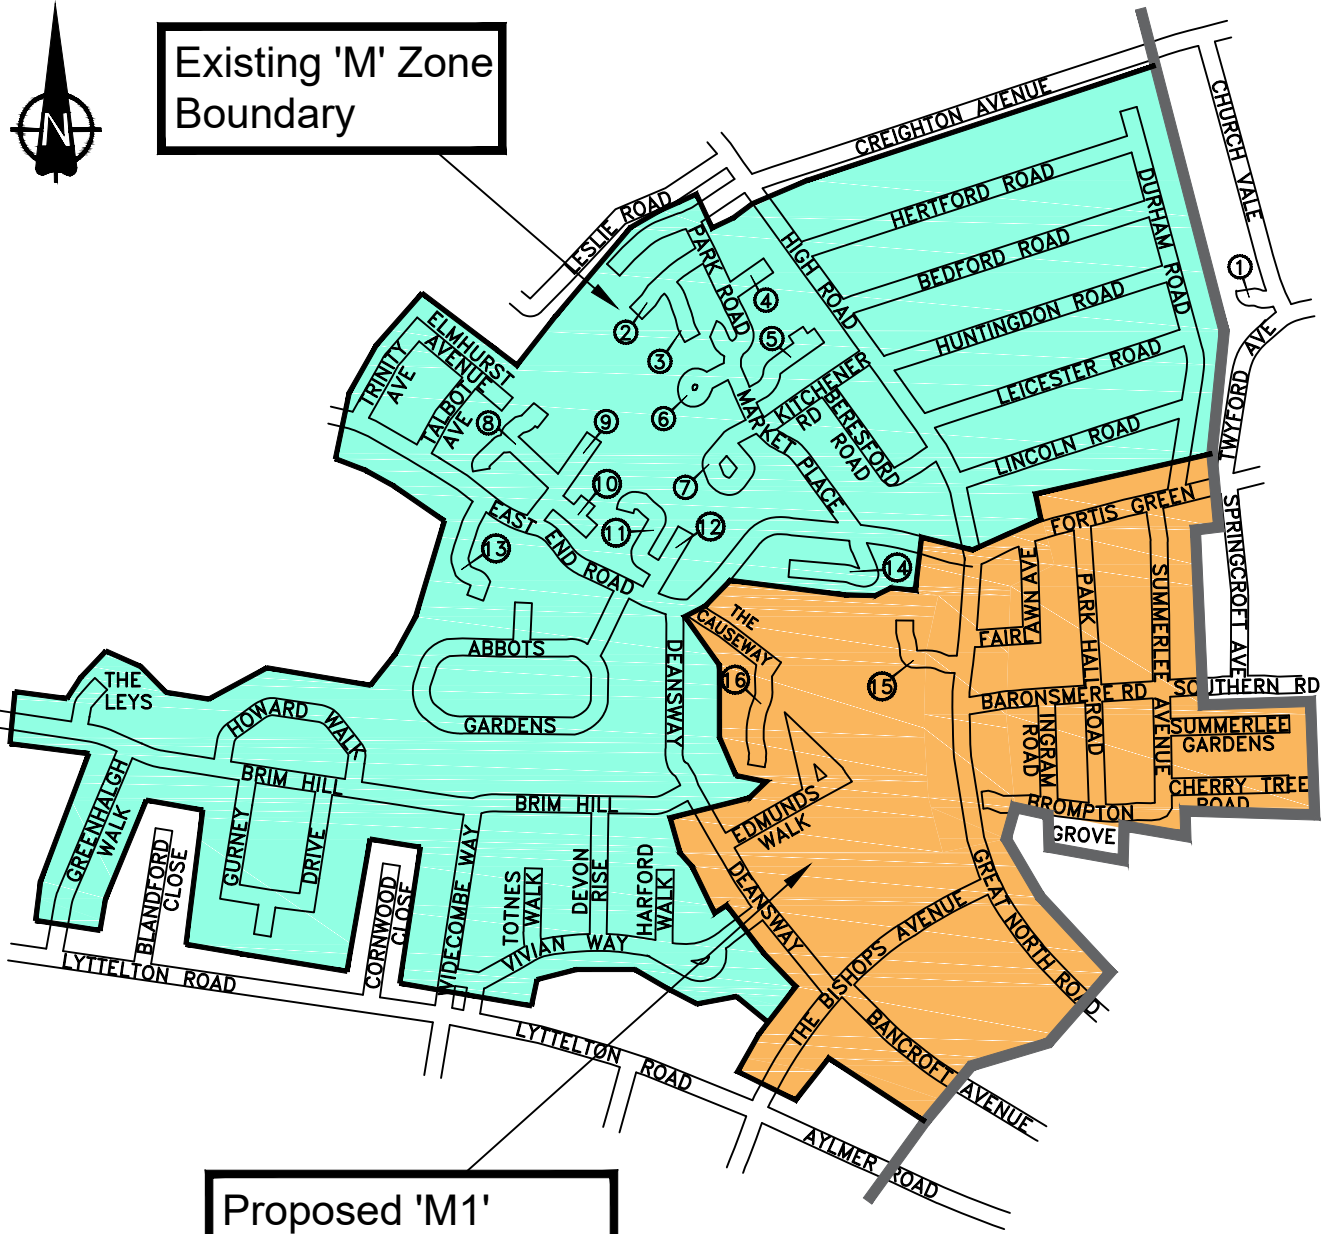 N
Existing 'M' Zone
Boundary
CREIGHTON AVENUE
CHURCH VALE
LESLIE ROAD
PARK ROAD
HIGH ROAD
HERTFORD ROAD
DURHAM ROAD
BEDFORD ROAD
HUNTINGDON ROAD
LEICESTER ROAD
LINCOLN ROAD
TWYFORD AVE
1
2
3
4
5
6
7
8
9
10
11
12
13
14
15
16
ELMHURST
AVENUE
TRINITY
AVE
TALBOT
AVE
KITCHENER
RD
BERESFORD
ROAD
MARKET PLACE
EAST END ROAD
FORTIS GREEN
SPRINGCROFT AVE
FAIRLAWN AVE
PARK HALL ROAD
SUMMERLEE AVENUE
THE
CAUSEWAY
ABBOTS
GARDENS
DEANSWAY
BARONSMERE RD
SOUTHERN RD
INGRAM
ROAD
SUMMERLEE
GARDENS
CHERRY TREE
ROAD
BROMPTON
GROVE
THE
LEYS
HOWARD WALK
BRIM HILL
BRIM HILL
GREENHALGH
WALK
GURNEY
DRIVE
BLANDFORD
CLOSE
CORNWOOD
CLOSE
WIDECOMBE WAY
TOTNES
WALK
DEVON
RISE
HARFORD
WALK
VIVIAN WAY
EDMUNDS
WALK
DEANSWAY
GREAT NORTH ROAD
THE BISHOPS AVENUE
BANCROFT AVENUE
LYTTELTON ROAD
LYTTELTON ROAD
AYLMER ROAD
Proposed 'M1'